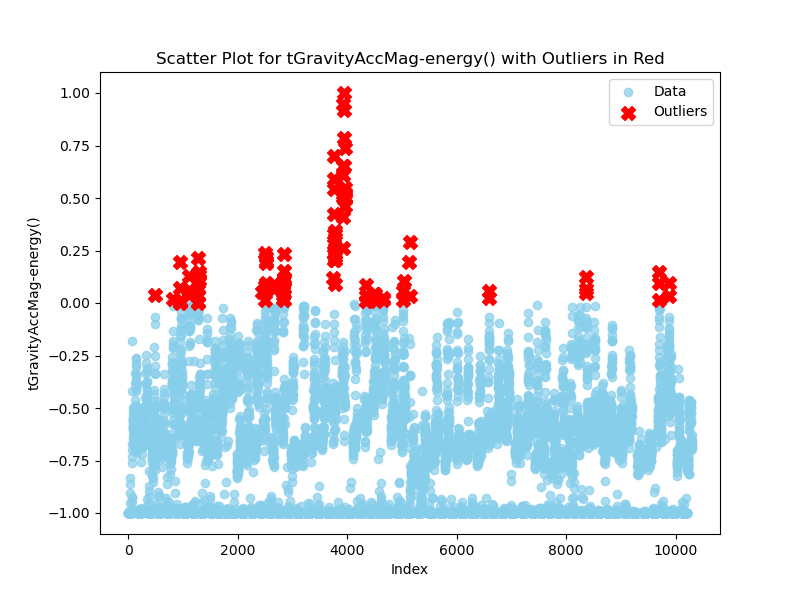 Scatter Plot for tGravityAccMag-energy() with Outliers in Red
Data
Outliers
tGravityAccMag-energy()
1.00
0.75
0.50
0.25
0.00
−0.25
−0.50
−0.75
−1.00
0 2000 4000 6000 8000 10000
Index